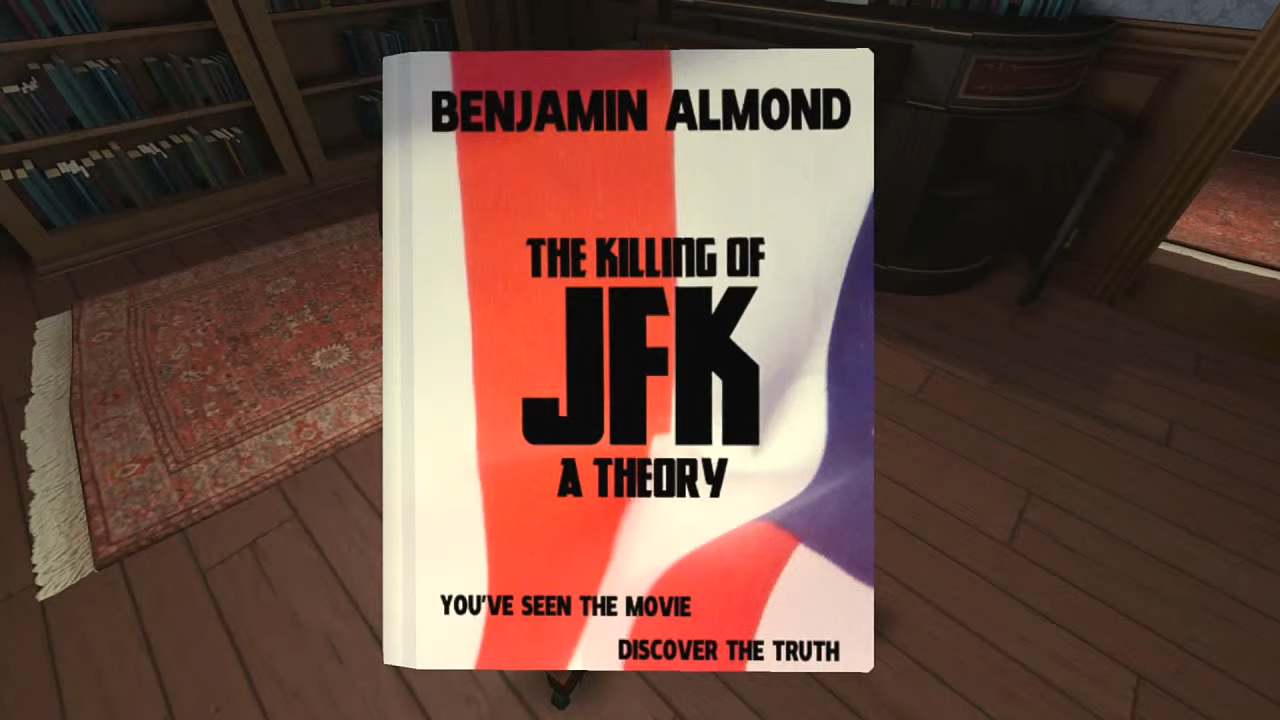 BENJAMIN ALMOND
THE KILLING OF
JFK
A THEORY
YOU'VE SEEN THE MOVIE
DISCOVER THE TRUTH